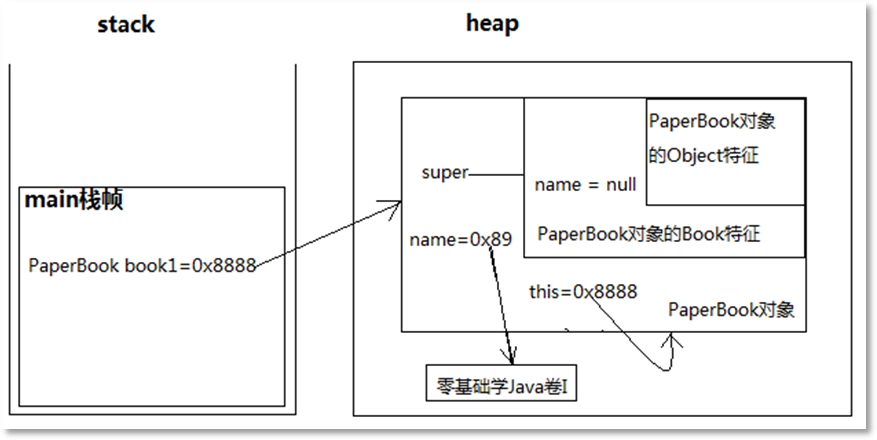 stack
heap
main栈帧
PaperBook book1=0x8888
super
name=0x89
name = null
PaperBook对象
的Object特征
PaperBook对象的Book特征
this=0x8888
PaperBook对象
零基础学Java卷I